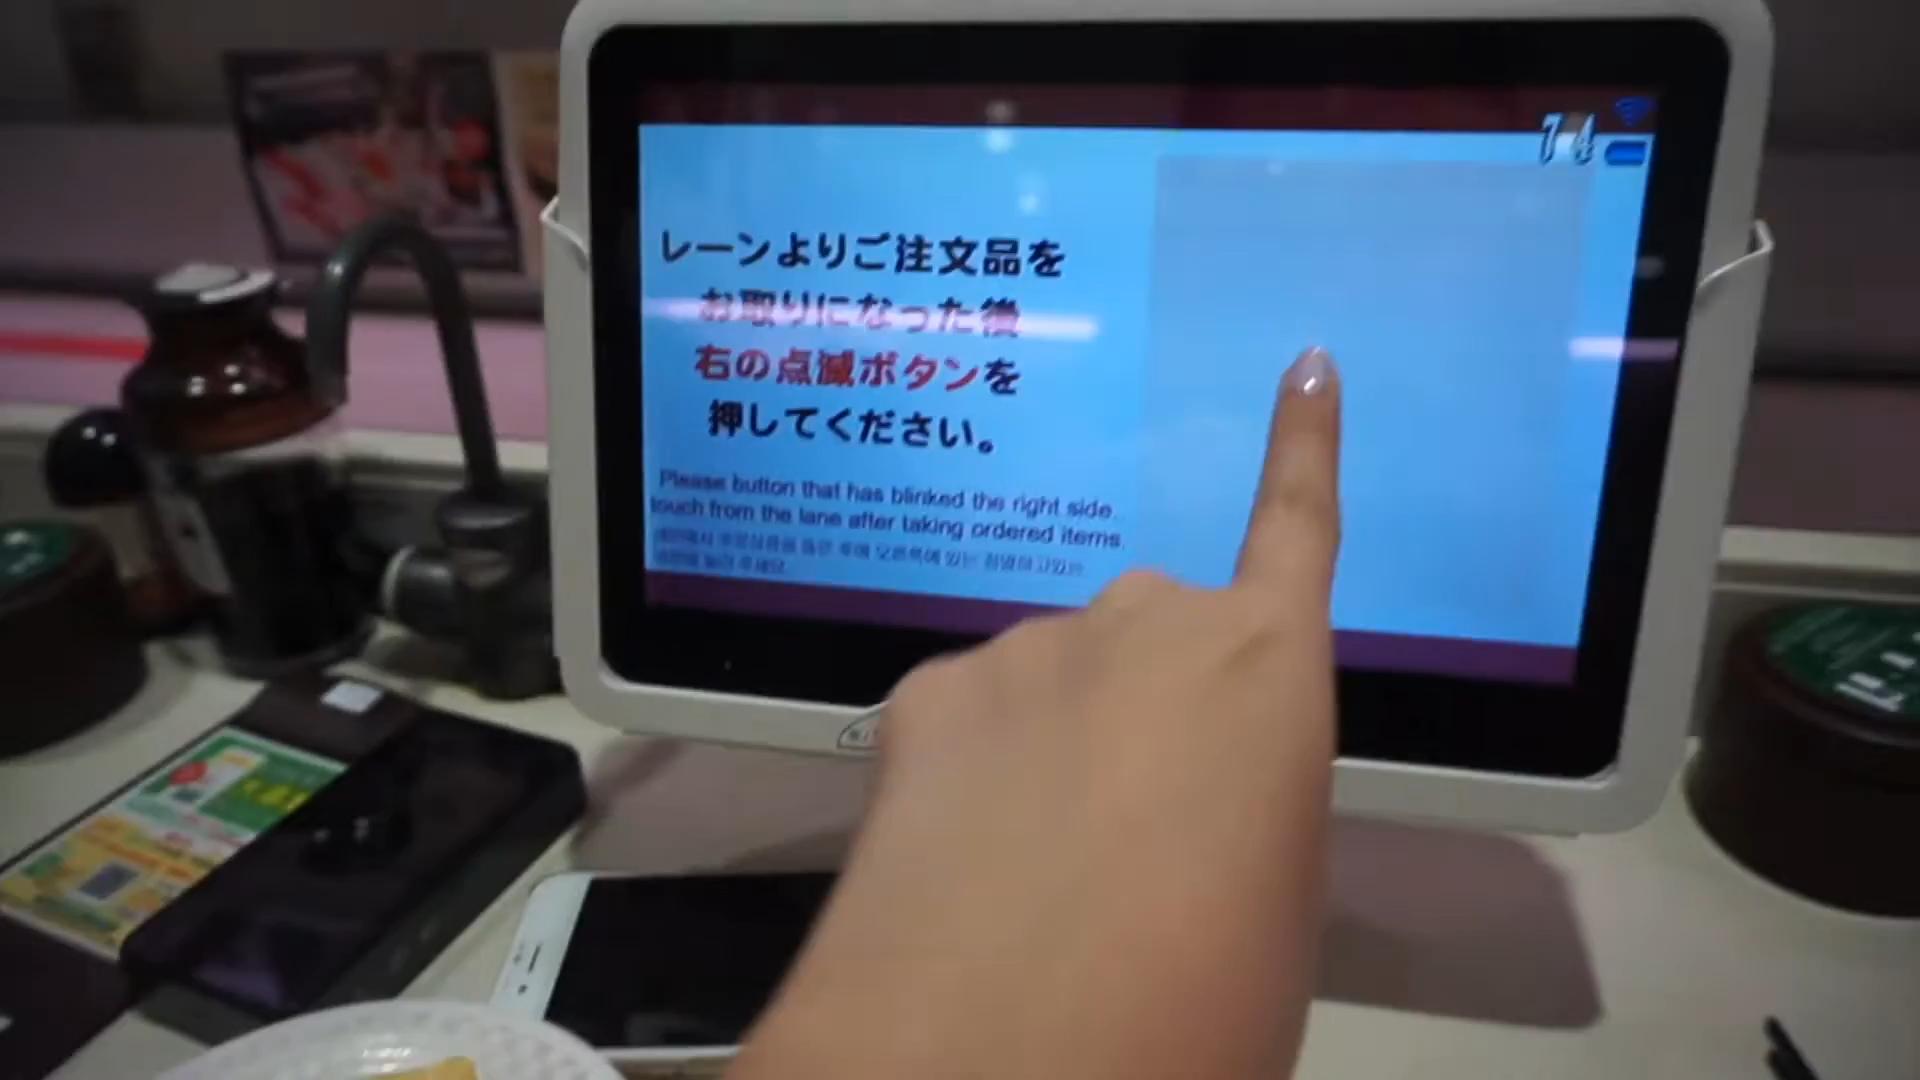 74
レーンよりご注文品を
お取りになった後
右の点滅ボタンを
押してください。
Please button that has blinked the right side.
touch from the lane after taking ordered items.